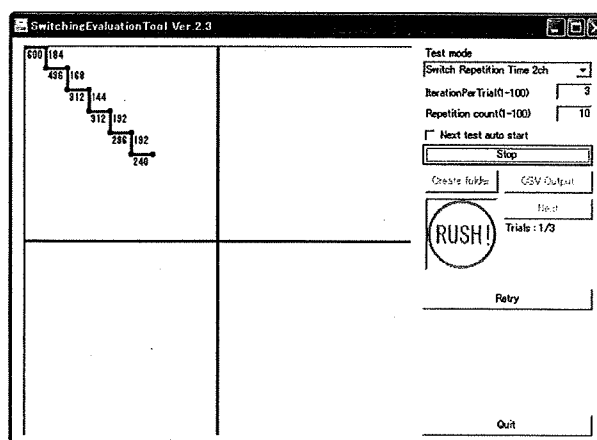 SwitchingEvaluationTool Ver.2.3
600 184
436 168
312 144
312 192
286 192
240
Test mode
Switch Repetition Time 2ch
IterationPerTrial(1-100) 3
Repetition count(1-100) 10
Next test auto start
Stop
Create folder CSV Output
Next
RUSH!
Trials : 1/3
Retry
Quit